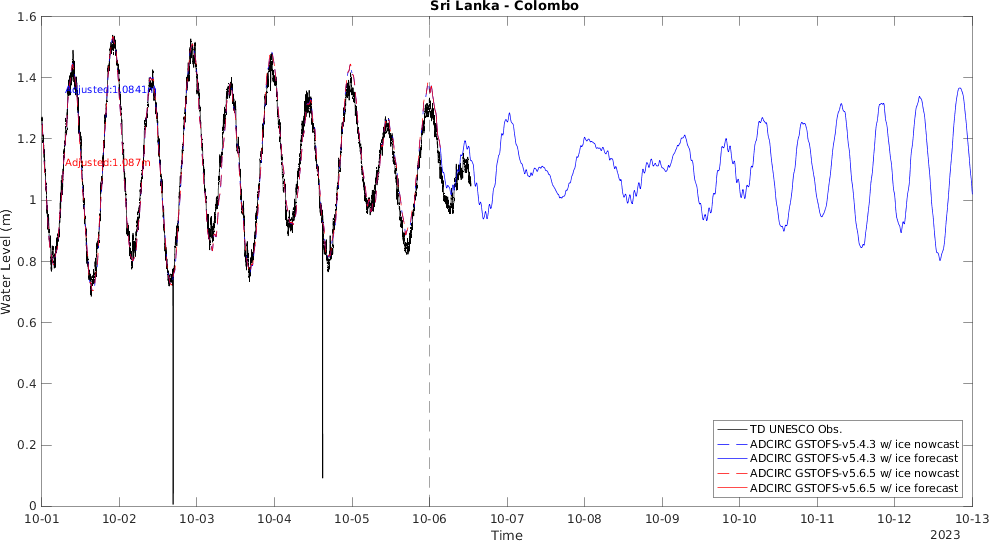 Sri Lanka - Colombo
1.6
1.4
1.2
1
0.8
0.6
0.4
0.2
0
Water Level (m)
Adjusted:1.0841m
Adjusted:1.087m
TD UNESCO Obs.
ADCIRC GSTOFS-v5.4.3 w/ ice nowcast
ADCIRC GSTOFS-v5.4.3 w/ ice forecast
ADCIRC GSTOFS-v5.6.5 w/ ice nowcast
ADCIRC GSTOFS-v5.6.5 w/ ice forecast
10-01 10-02 10-03 10-04 10-05 10-06 10-07 10-08 10-09 10-10 10-11 10-12 10-13
Time
2023